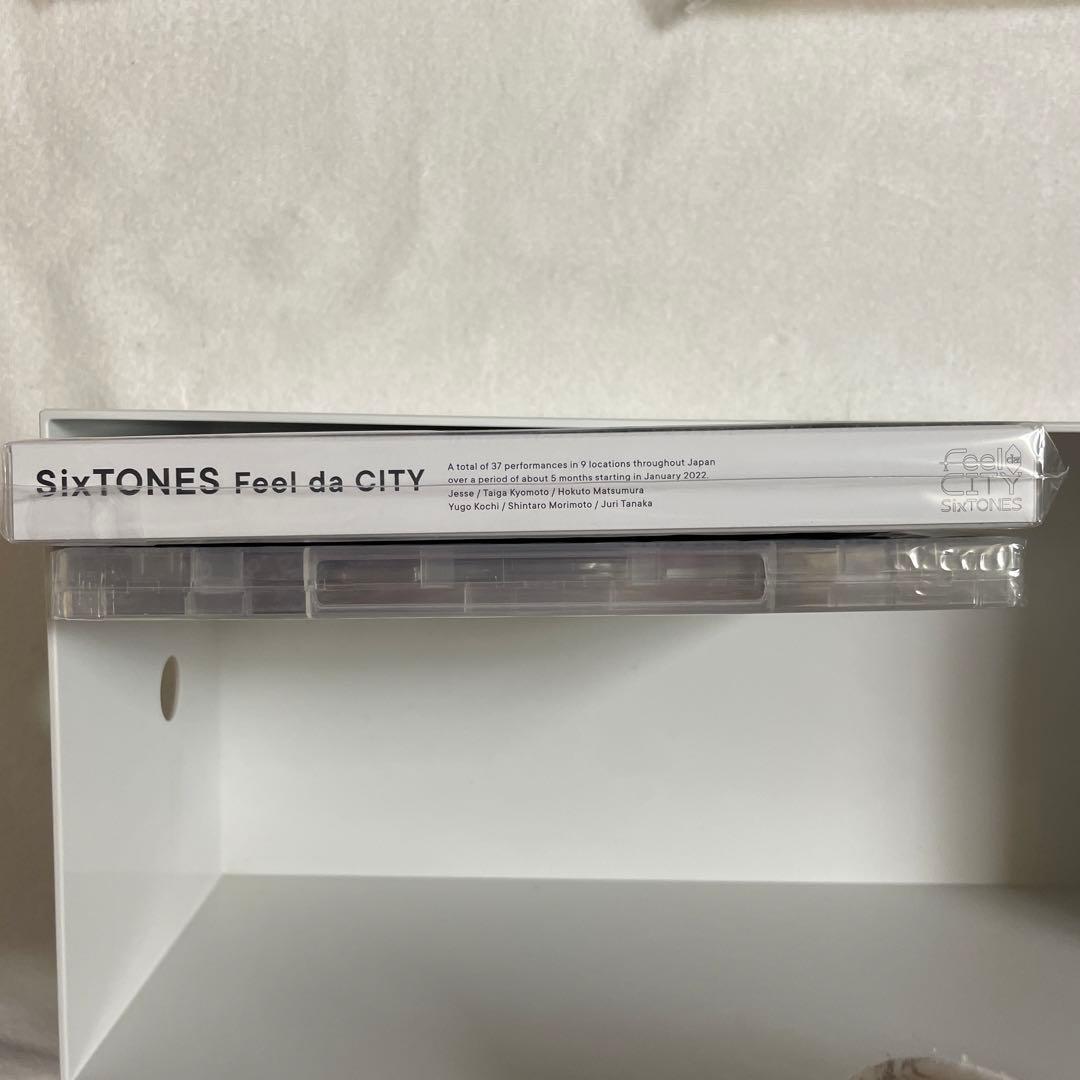 SixTONES Feel da CITY
A total of 37 performances in 9 locations throughout Japan
over a period of about 5 months starting in January 2022.
Jesse / Taiga Kyomoto / Hokuto Matsumura
Yugo Kochi / Shintaro Morimoto / Juri Tanaka
Feel da
CITY
SixTONES